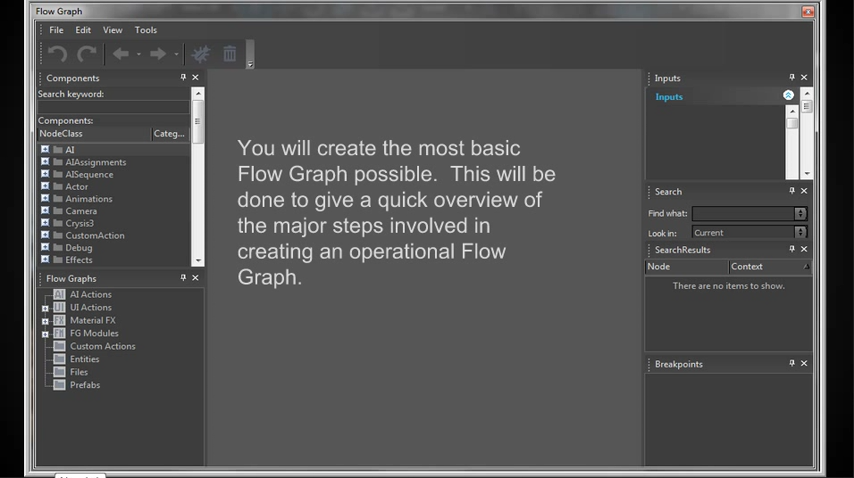 Flow Graph
File Edit View Tools
Components
Search keyword:
Components:
NodeClass Categ...
AI
AIAssignments
AISequence
Actor
Animations
Camera
Crysis3
CustomAction
Debug
Effects
Flow Graphs
AI AI Actions
UI UI Actions
FX Material FX
FG Modules
Custom Actions
Entities
Files
Prefabs
You will create the most basic
Flow Graph possible.  This will be
done to give a quick overview of
the major steps involved in
creating an operational Flow
Graph.
Inputs
Inputs
Search
Find what:
Look in: Current
SearchResults
Node Context
There are no items to show.
Breakpoints